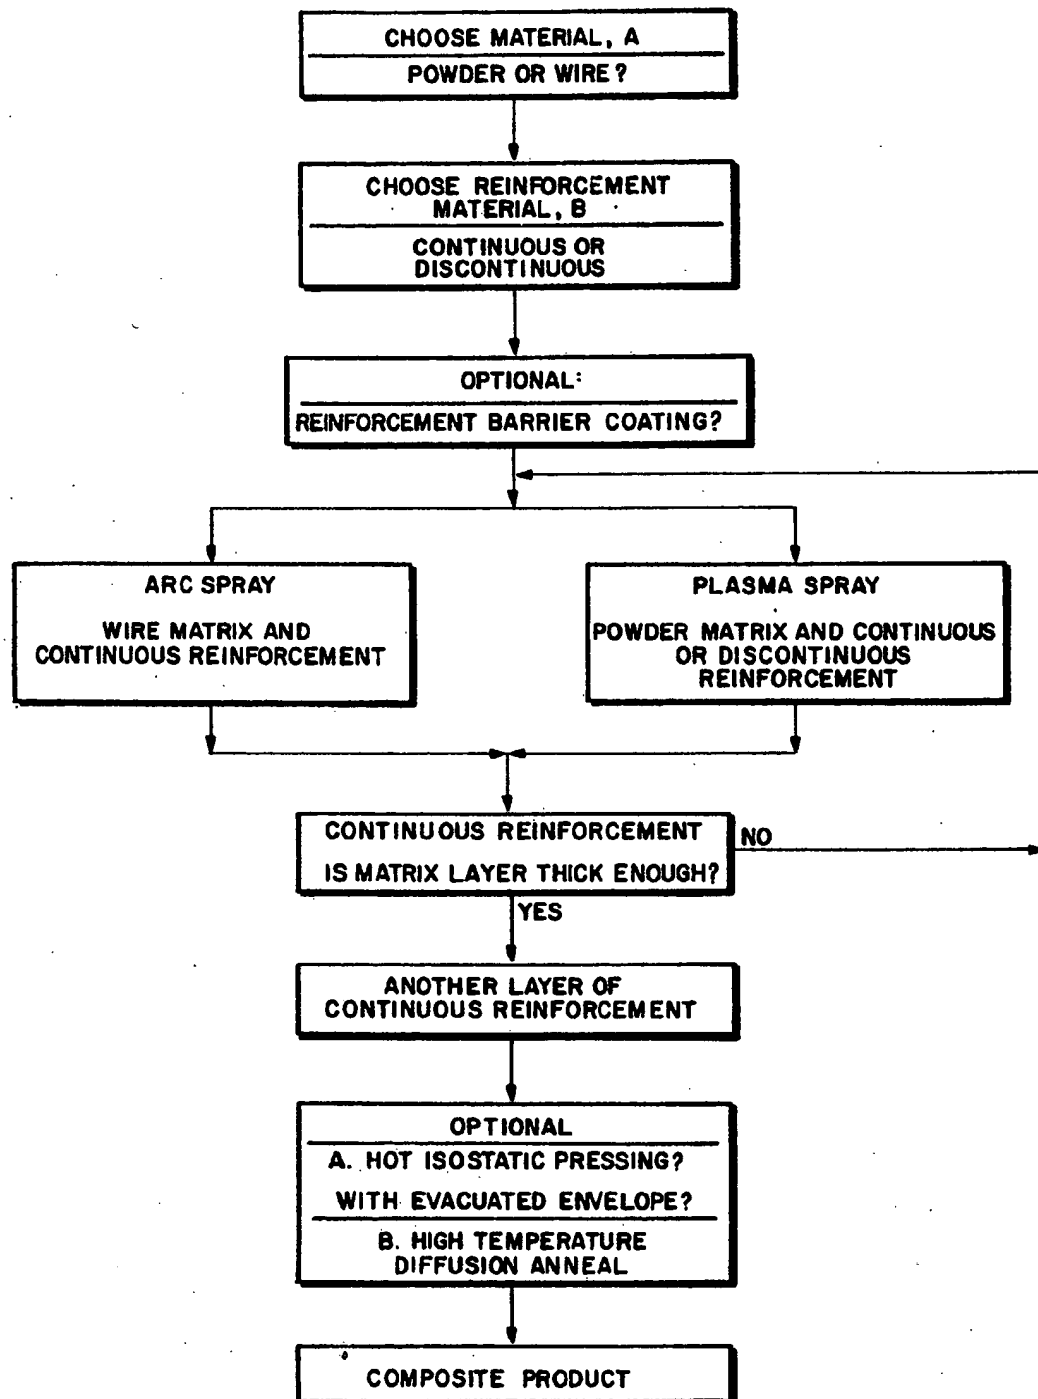 CHOOSE MATERIAL, A
POWDER OR WIRE?
CHOOSE REINFORCEMENT
MATERIAL, B
CONTINUOUS OR
DISCONTINUOUS
OPTIONAL:
REINFORCEMENT BARRIER COATING?
ARC SPRAY
WIRE MATRIX AND
CONTINUOUS REINFORCEMENT
PLASMA SPRAY
POWDER MATRIX AND CONTINUOUS
OR DISCONTINUOUS
REINFORCEMENT
CONTINUOUS REINFORCEMENT
IS MATRIX LAYER THICK ENOUGH?
NO
YES
ANOTHER LAYER OF
CONTINUOUS REINFORCEMENT
OPTIONAL
A. HOT ISOSTATIC PRESSING?
WITH EVACUATED ENVELOPE?
B. HIGH TEMPERATURE
DIFFUSION ANNEAL
COMPOSITE PRODUCT